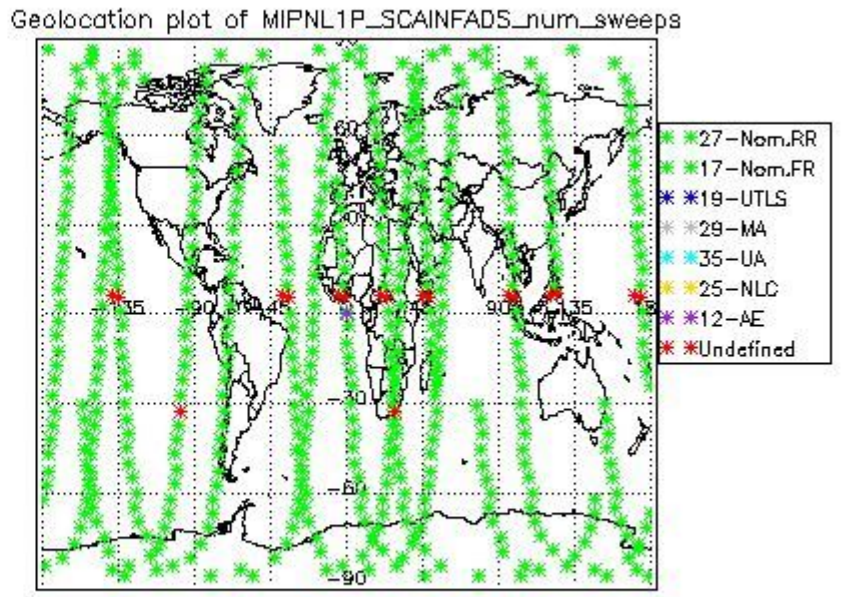 Geolocation plot of MIPNL1P_SCAINFADS_num_sweeps
60
-135 -90 -45 90 135
-30
-60
-90
27-Nom.RR
17-Nom.FR
19-UTLS
29-MA
35-UA
25-NLC
12-AE
Undefined